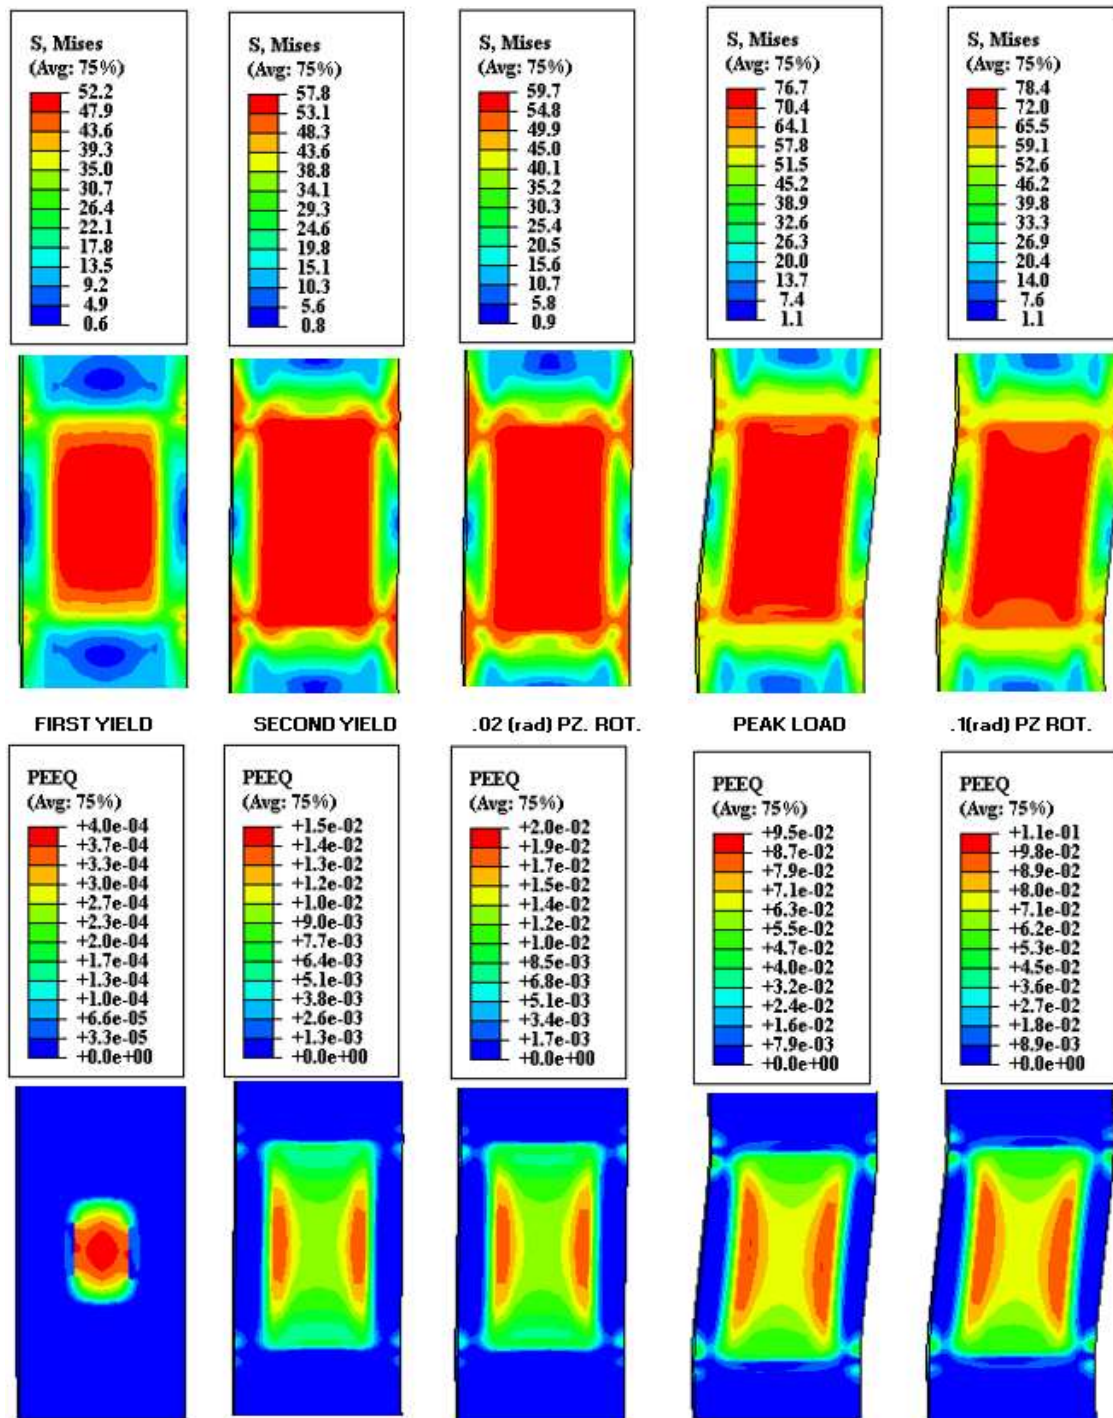 S, Mises
(Avg: 75%)
52.2
47.9
43.6
39.3
35.0
30.7
26.4
22.1
17.8
13.5
9.2
4.9
0.6
S, Mises
(Avg: 75%)
57.8
53.1
48.3
43.6
38.8
34.1
29.3
24.6
19.8
15.1
10.3
5.6
0.8
S, Mises
(Avg: 75%)
59.7
54.8
49.9
45.0
40.1
35.2
30.3
25.4
20.5
15.6
10.7
5.8
0.9
S, Mises
(Avg: 75%)
76.7
70.4
64.1
57.8
51.5
45.2
38.9
32.6
26.3
20.0
13.7
7.4
1.1
S, Mises
(Avg: 75%)
78.4
72.0
65.5
59.1
52.6
46.2
39.8
33.3
26.9
20.4
14.0
7.6
1.1
FIRST YIELD
SECOND YIELD
.02 (rad) PZ. ROT.
PEAK LOAD
.1(rad) PZ ROT.
PEEQ
(Avg: 75%)
+4.0e-04
+3.7e-04
+3.3e-04
+3.0e-04
+2.7e-04
+2.3e-04
+2.0e-04
+1.7e-04
+1.3e-04
+1.0e-04
+6.6e-05
+3.3e-05
+0.0e+00
PEEQ
(Avg: 75%)
+1.5e-02
+1.4e-02
+1.3e-02
+1.2e-02
+1.0e-02
+9.0e-03
+7.7e-03
+6.4e-03
+5.1e-03
+3.8e-03
+2.6e-03
+1.3e-03
+0.0e+00
PEEQ
(Avg: 75%)
+2.0e-02
+1.9e-02
+1.7e-02
+1.5e-02
+1.4e-02
+1.2e-02
+1.0e-02
+8.5e-03
+6.8e-03
+5.1e-03
+3.4e-03
+1.7e-03
+0.0e+00
PEEQ
(Avg: 75%)
+9.5e-02
+8.7e-02
+7.9e-02
+7.1e-02
+6.3e-02
+5.5e-02
+4.7e-02
+4.0e-02
+3.2e-02
+2.4e-02
+1.6e-02
+7.9e-03
+0.0e+00
PEEQ
(Avg: 75%)
+1.1e-01
+9.8e-02
+8.9e-02
+8.0e-02
+7.1e-02
+6.2e-02
+5.3e-02
+4.5e-02
+3.6e-02
+2.7e-02
+1.8e-02
+8.9e-03
+0.0e+00